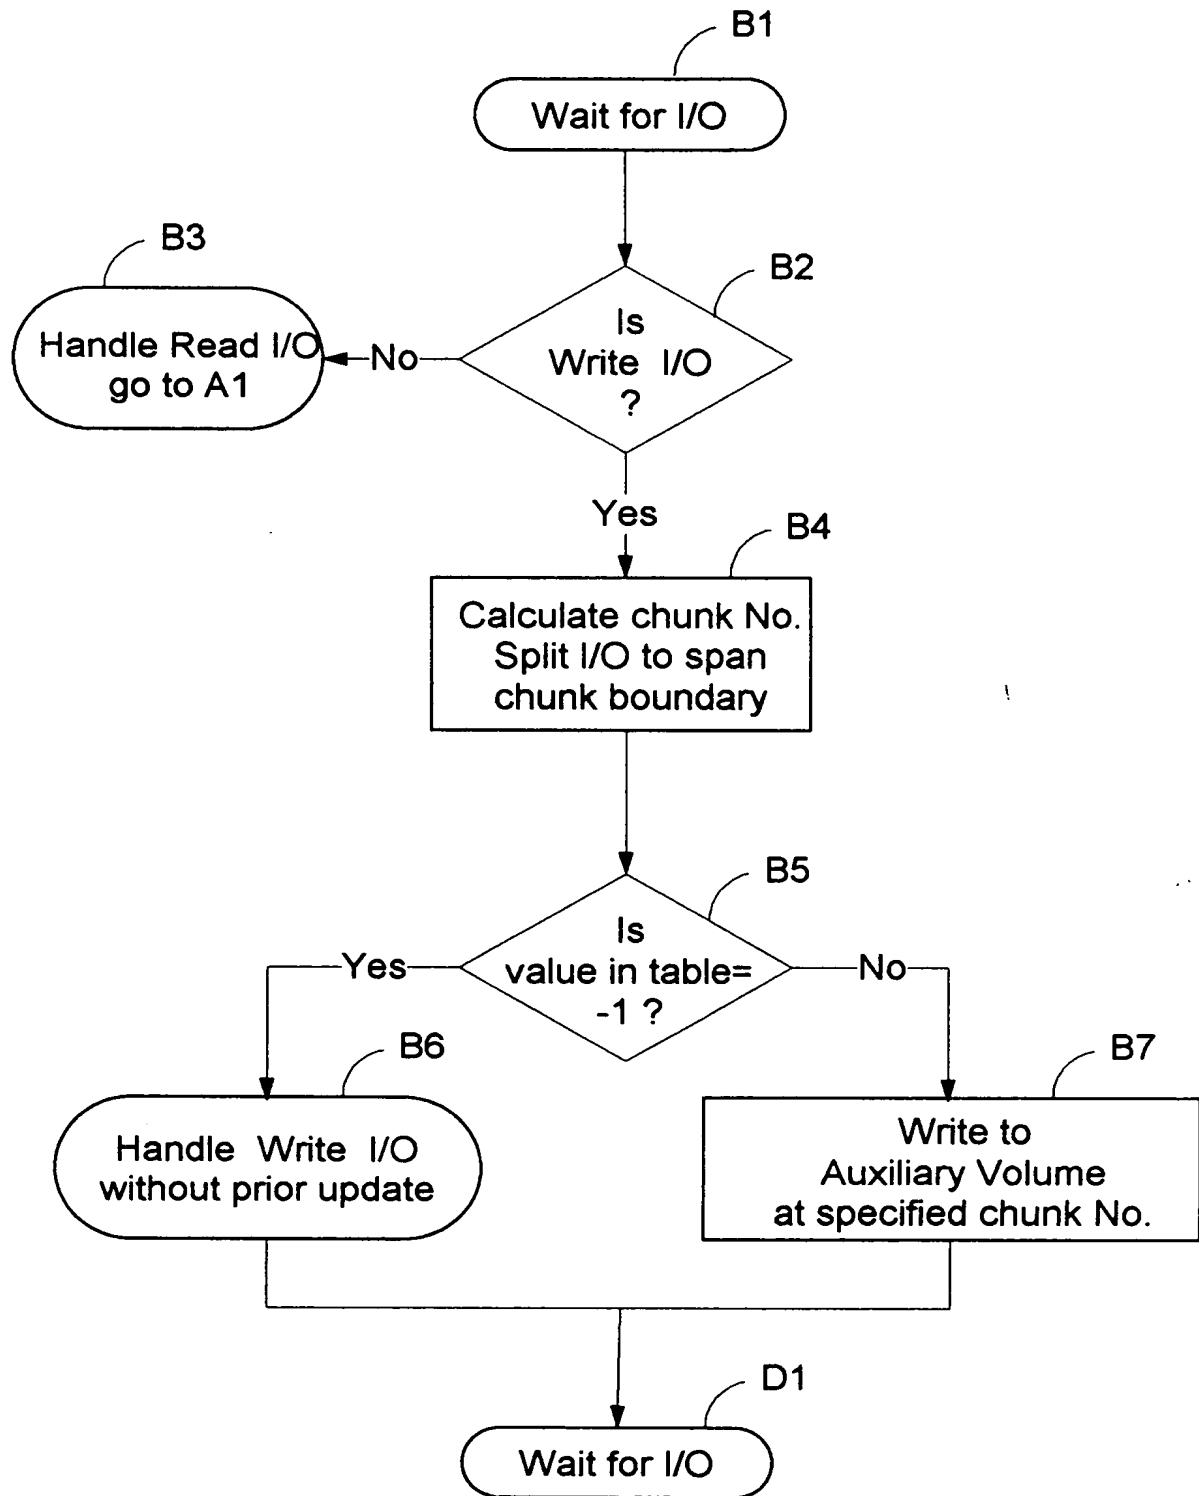 B1
Wait for I/O
B3
B2
Handle Read I/O
go to A1
No
Is
Write I/O
?
Yes
B4
Calculate chunk No.
Split I/O to span
chunk boundary
B5
Is
value in table=
-1 ?
Yes
No
B6
B7
Handle Write I/O
without prior update
Write to
Auxiliary Volume
at specified chunk No.
D1
Wait for I/O